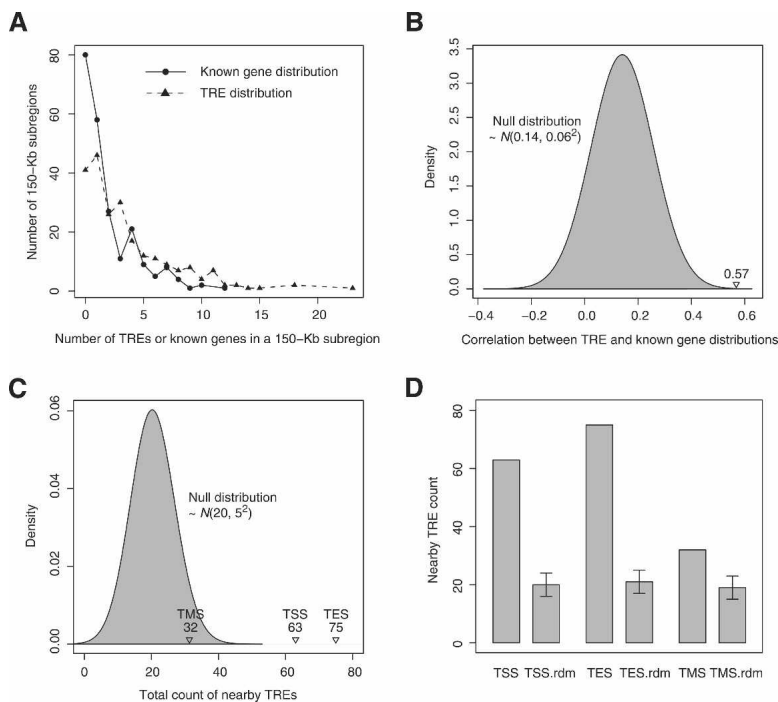 A
80
60
40
20
0
Number of 150-Kb subregions
Known gene distribution
TRE distribution
0 5 10 15 20
Number of TREs or known genes in a 150-Kb subregion
B
3.5
3.0
2.5
2.0
1.5
1.0
0.5
0.0
Density
Null distribution
~ N(0.14, 0.06²)
0.57
−0.4 −0.2 0.0 0.2 0.4 0.6
Correlation between TRE and known gene distributions
C
0.06
0.04
0.02
0.00
Density
Null distribution
~ N(20, 5²)
TMS TSS TES
32 63 75
0 20 40 60 80
Total count of nearby TREs
D
80
60
40
20
0
Nearby TRE count
TSS TSS.rdm TES TES.rdm TMS TMS.rdm